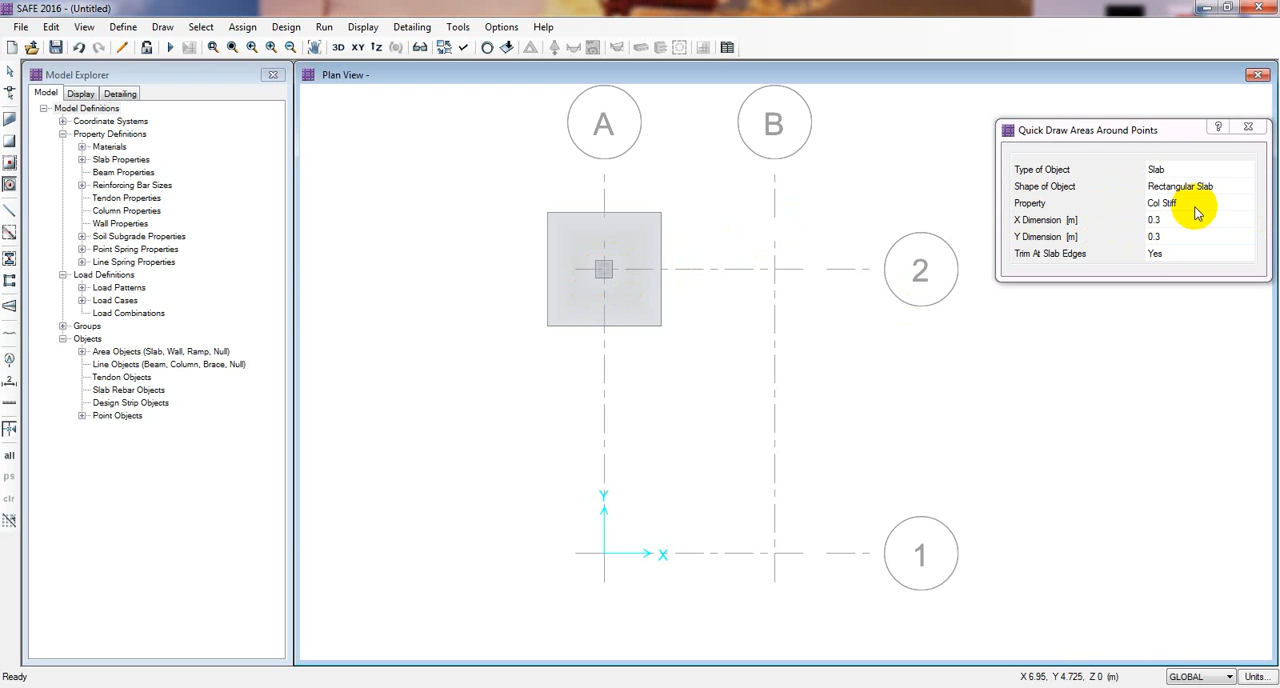 SAFE 2016 - (Untitled)
File Edit View Define Draw Select Assign Design Run Display Detailing Tools Options Help
3D XY
Model Explorer
Model Display Detailing
Model Definitions
Coordinate Systems
Property Definitions
Materials
Slab Properties
Beam Properties
Reinforcing Bar Sizes
Tendon Properties
Column Properties
Wall Properties
Soil Subgrade Properties
Point Spring Properties
Line Spring Properties
Load Definitions
Load Patterns
Load Cases
Load Combinations
Groups
Objects
Area Objects (Slab, Wall, Ramp, Null)
Line Objects (Beam, Column, Brace, Null)
Tendon Objects
Slab Rebar Objects
Design Strip Objects
Point Objects
all
ps
clr
Plan View -
A B
2
1
Y
X
Quick Draw Areas Around Points
Type of Object Slab
Shape of Object Rectangular Slab
Property Col Stiff
X Dimension [m] 0.3
Y Dimension [m] 0.3
Trim At Slab Edges Yes
Ready X 6.95, Y 4.725, Z 0 (m) GLOBAL Units...